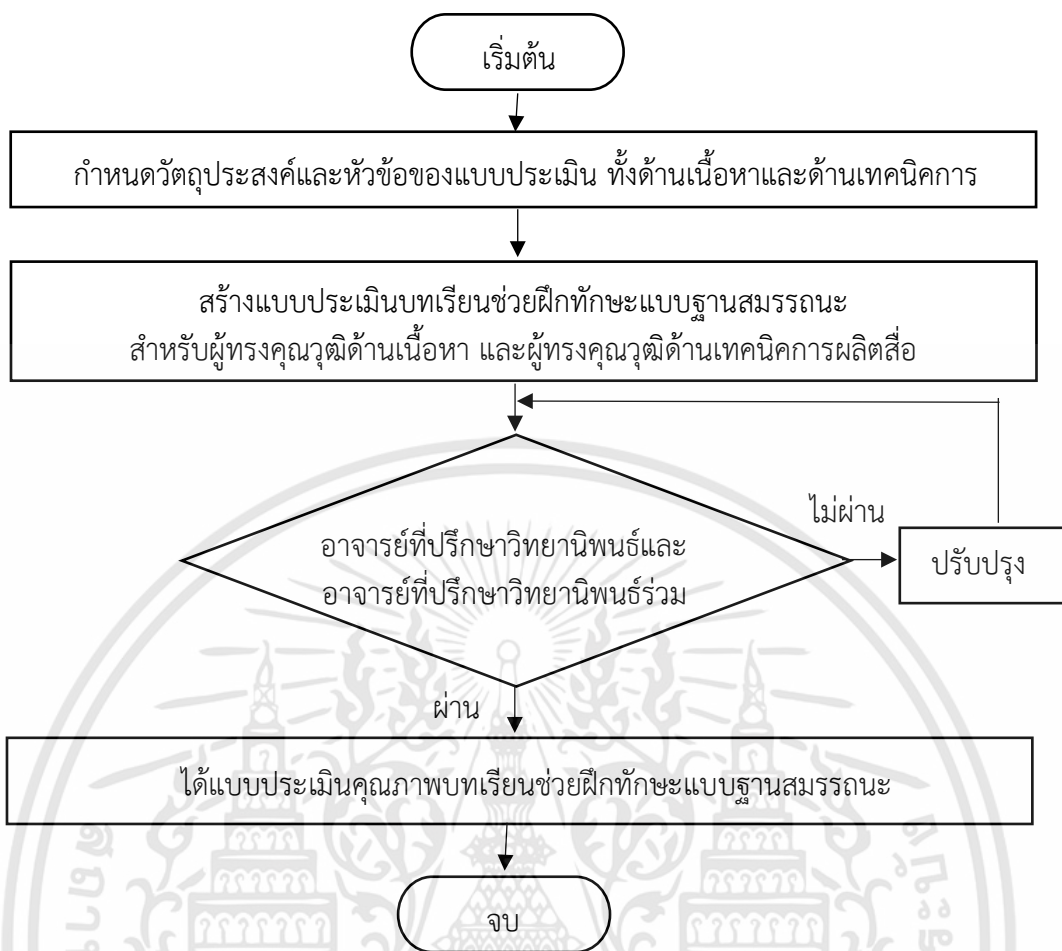 เริ่มต้น
กำหนดวัตถุประสงค์และหัวข้อของแบบประเมิน ทั้งด้านเนื้อหาและด้านเทคนิคการ
สร้างแบบประเมินบทเรียนช่วยฝึกทักษะแบบฐานสมรรถนะ
สำหรับผู้ทรงคุณวุฒิด้านเนื้อหา และผู้ทรงคุณวุฒิด้านเทคนิคการผลิตสื่อ
ไม่ผ่าน
อาจารย์ที่ปรึกษาวิทยานิพนธ์และ
อาจารย์ที่ปรึกษาวิทยานิพนธ์ร่วม
ปรับปรุง
ผ่าน
ได้แบบประเมินคุณภาพบทเรียนช่วยฝึกทักษะแบบฐานสมรรถนะ
จบ